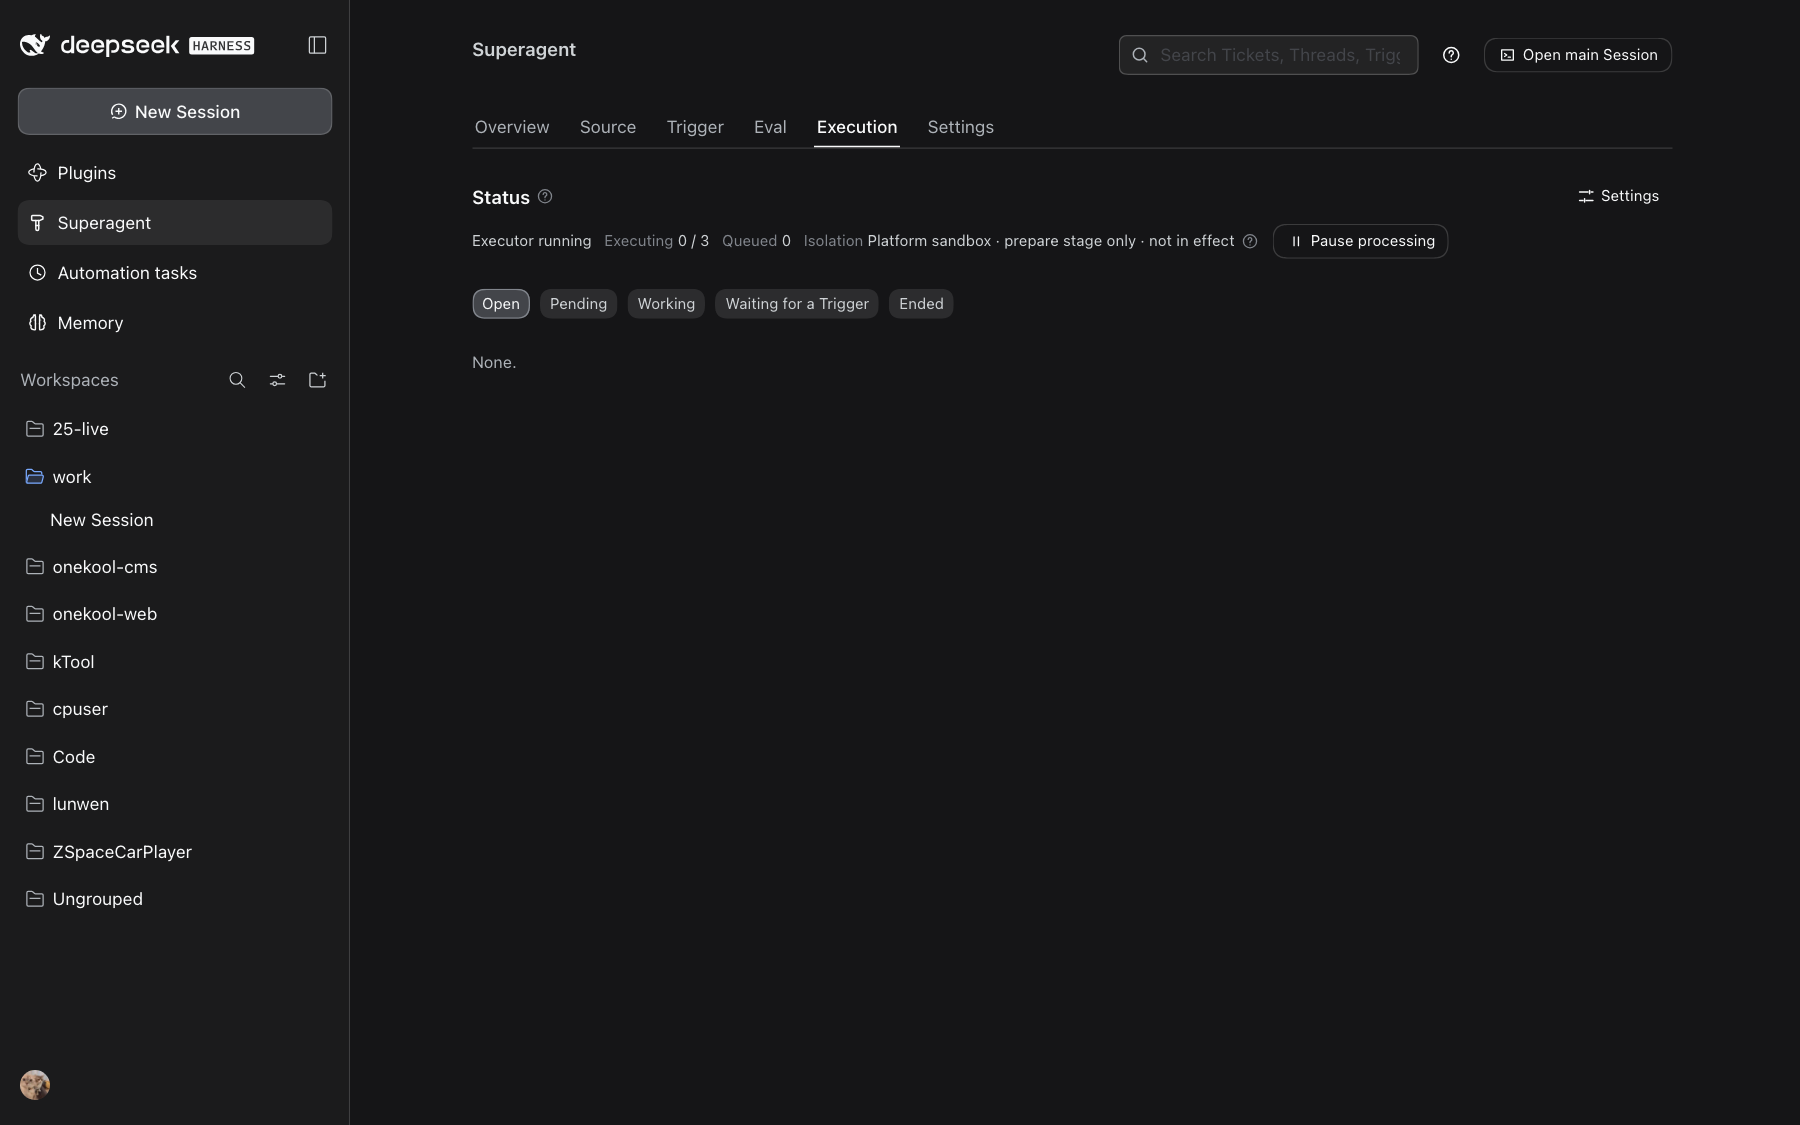 deepseek HARNESS
New Session
Plugins
Superagent
Automation tasks
Memory
Workspaces
25-live
work
New Session
onekool-cms
onekool-web
kTool
cpuser
Code
lunwen
ZSpaceCarPlayer
Ungrouped
Superagent
Search Tickets, Threads, Trigg
Open main Session
Overview Source Trigger Eval Execution Settings
Status
Settings
Executor running Executing 0 / 3 Queued 0 Isolation Platform sandbox · prepare stage only · not in effect
Pause processing
Open Pending Working Waiting for a Trigger Ended
None.